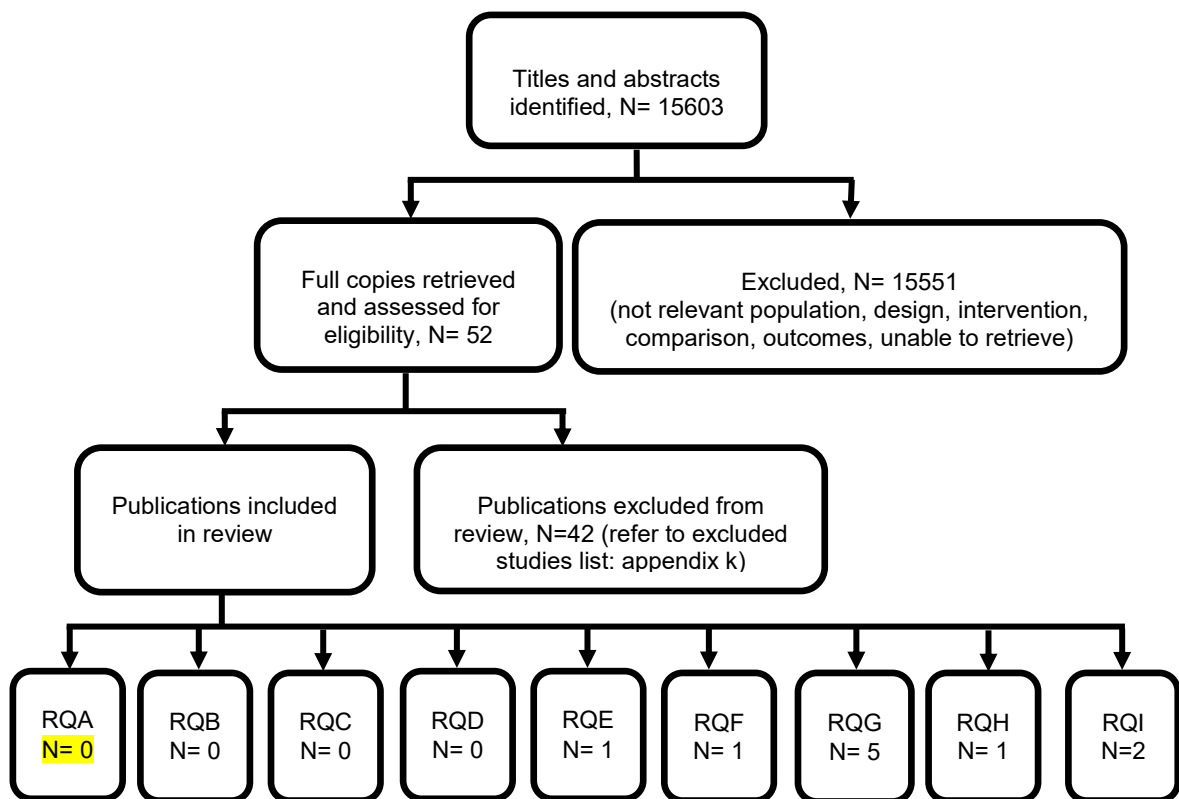 Titles and abstracts
identified, N= 15603
Full copies retrieved
and assessed for
eligibility, N= 52
Excluded, N= 15551
(not relevant population, design, intervention,
comparison, outcomes, unable to retrieve)
Publications included
in review
Publications excluded from
review, N=42 (refer to excluded
studies list: appendix k)
RQA
N= 0
RQB
N= 0
RQC
N= 0
RQD
N= 0
RQE
N= 1
RQF
N= 1
RQG
N= 5
RQH
N= 1
RQI
N=2